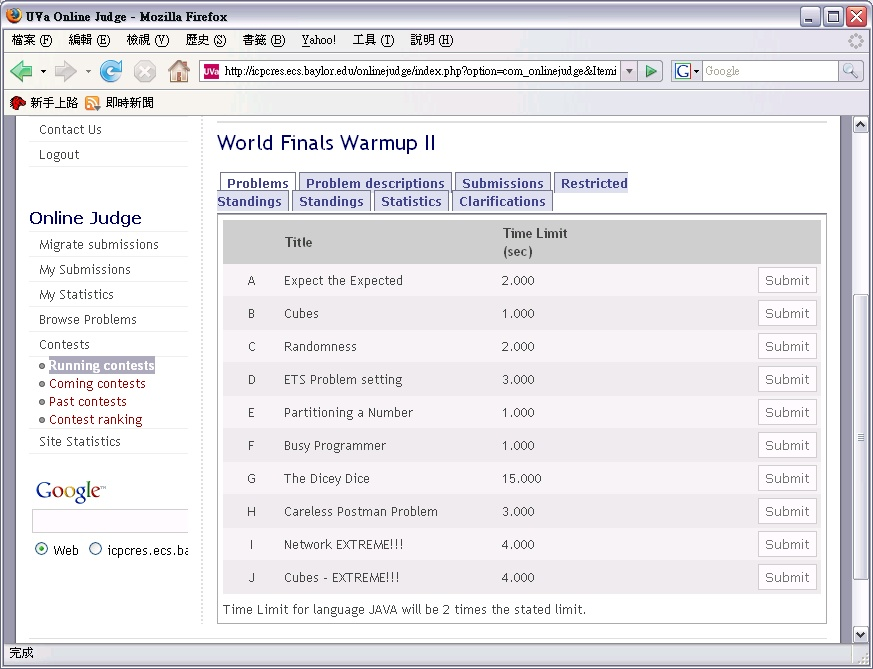 UVa Online Judge - Mozilla Firefox
檔案 (F) 編輯 (E) 檢視 (V) 歷史 (S) 書籤 (B) Yahoo! 工具 (T) 說明 (H)
UVa http://icpcres.ecs.baylor.edu/onlinejudge/index.php?option=com_onlinejudge&Itemi G Google
新手上路 即時新聞
Contact Us
Logout
Online Judge
Migrate submissions
My Submissions
My Statistics
Browse Problems
Contests
Running contests
Coming contests
Past contests
Contest ranking
Site Statistics
Google™
Web icpcres.ecs.ba
World Finals Warmup II
Problems Problem descriptions Submissions Restricted
Standings Standings Statistics Clarifications
Title Time Limit
(sec)
A Expect the Expected 2.000 Submit
B Cubes 1.000 Submit
C Randomness 2.000 Submit
D ETS Problem setting 3.000 Submit
E Partitioning a Number 1.000 Submit
F Busy Programmer 1.000 Submit
G The Dicey Dice 15.000 Submit
H Careless Postman Problem 3.000 Submit
I Network EXTREME!!! 4.000 Submit
J Cubes - EXTREME!!! 4.000 Submit
Time Limit for language JAVA will be 2 times the stated limit.
完成